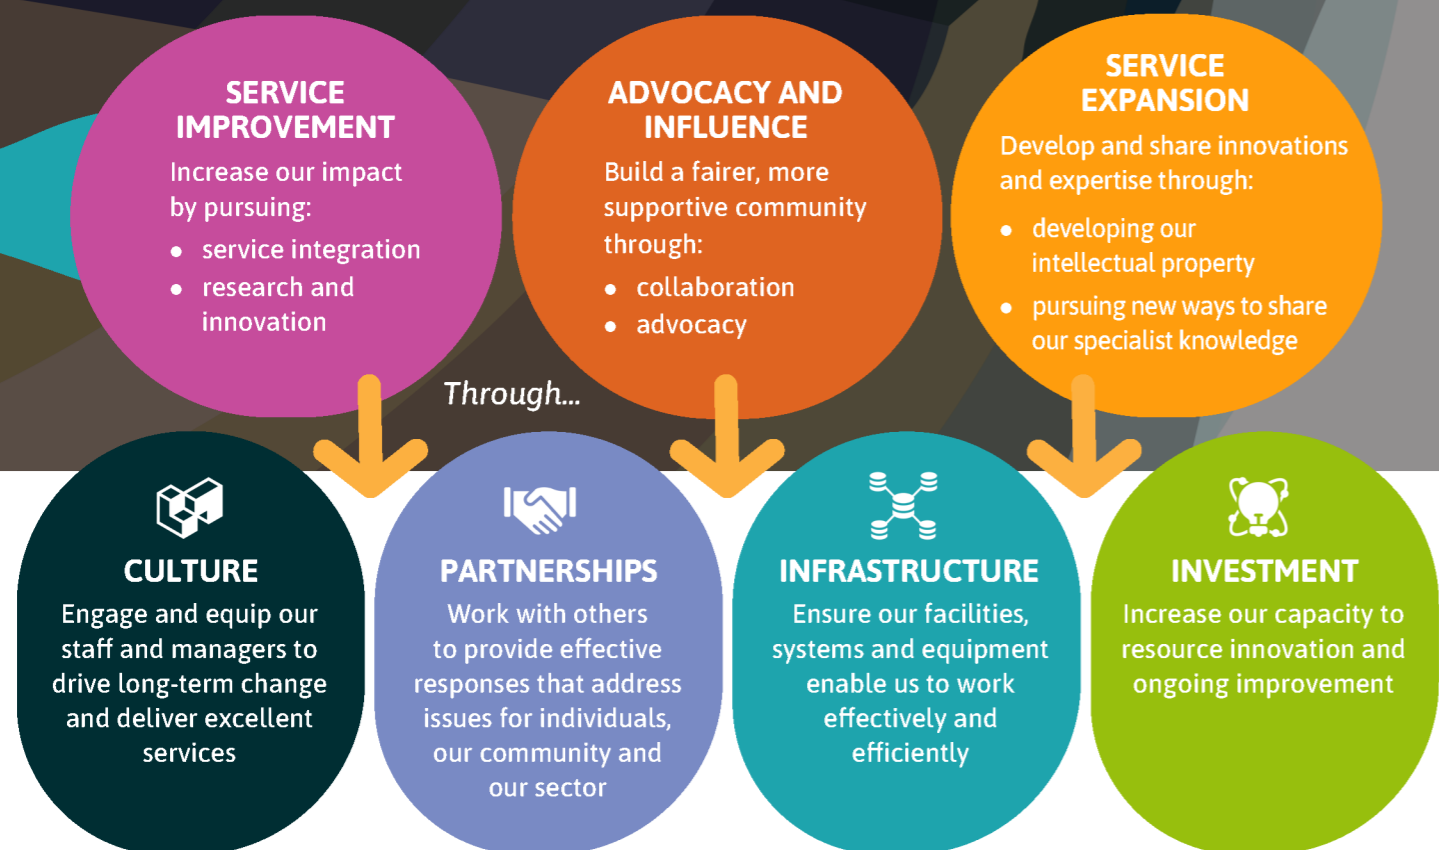 SERVICE
IMPROVEMENT
Increase our impact
by pursuing:
• service integration
• research and
innovation
ADVOCACY AND
INFLUENCE
Build a fairer, more
supportive community
through:
• collaboration
• advocacy
SERVICE
EXPANSION
Develop and share innovations
and expertise through:
• developing our
intellectual property
• pursuing new ways to share
our specialist knowledge
Through...
CULTURE
Engage and equip our
staff and managers to
drive long-term change
and deliver excellent
services
PARTNERSHIPS
Work with others
to provide effective
responses that address
issues for individuals,
our community and
our sector
INFRASTRUCTURE
Ensure our facilities,
systems and equipment
enable us to work
effectively and
efficiently
INVESTMENT
Increase our capacity to
resource innovation and
ongoing improvement